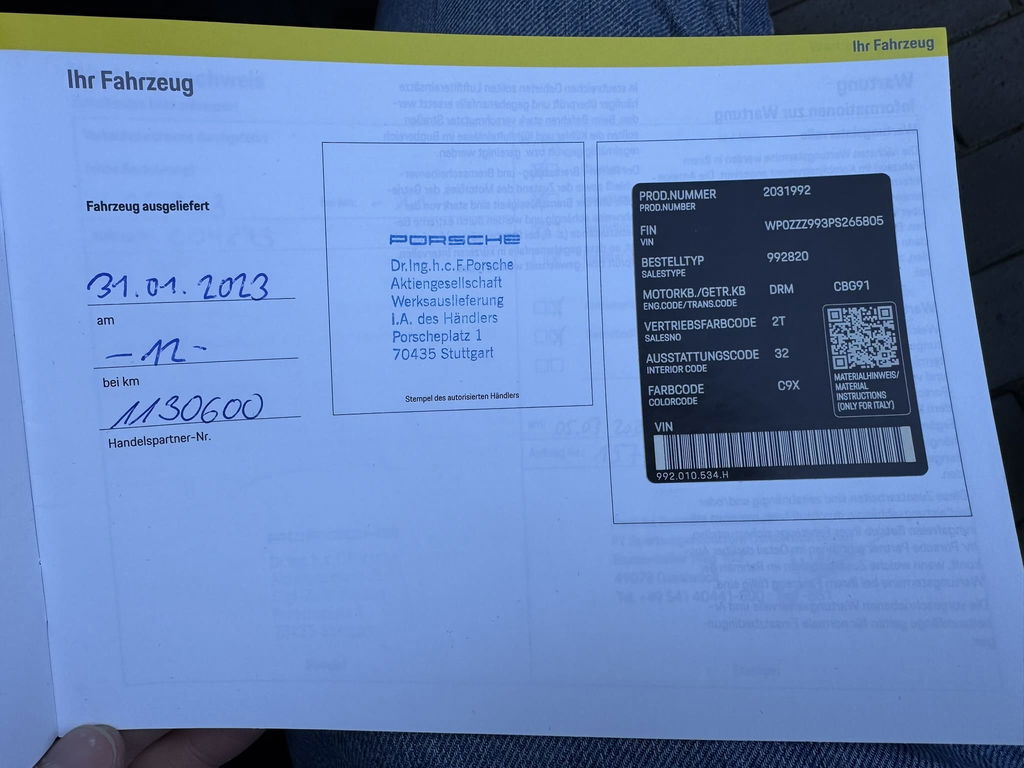 Ihr Fahrzeug
Ihr Fahrzeug
Fahrzeug ausgeliefert
31.01.2023
am
-12-
bei km
1130600
Handelspartner-Nr.
PORSCHE
Dr.Ing.h.c.F.Porsche
Aktiengesellschaft
Werksauslieferung
i.A. des Händlers
Porscheplatz 1
70435 Stuttgart
Stempel des autorisierten Händlers
PROD.NUMMER 2031992
PROD.NUMBER
FIN WP0ZZZ993PS265805
VIN
BESTELLTYP 992820
SALESTYPE
MOTORKB./GETR.KB DRM CBG91
ENG.CODE/TRANS.CODE
VERTRIEBSFARBCODE 2T
SALESNO
AUSSTATTUNGSCODE 32
INTERIOR CODE
FARBCODE C9X
COLORCODE
MATERIALHINWEIS/
MATERIAL
INSTRUCTIONS
(ONLY FOR ITALY)
VIN
992.010.534.H